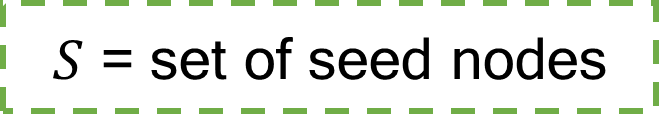 S = set of seed nodes